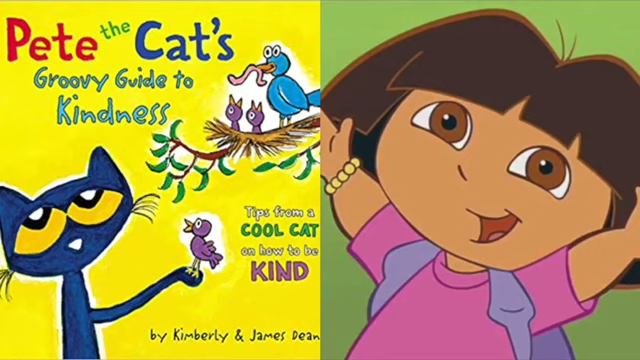 Pete the Cat's
Groovy Guide to
Kindness
Tips from a
COOL CAT
on how to be
KIND
by Kimberly & James Dean